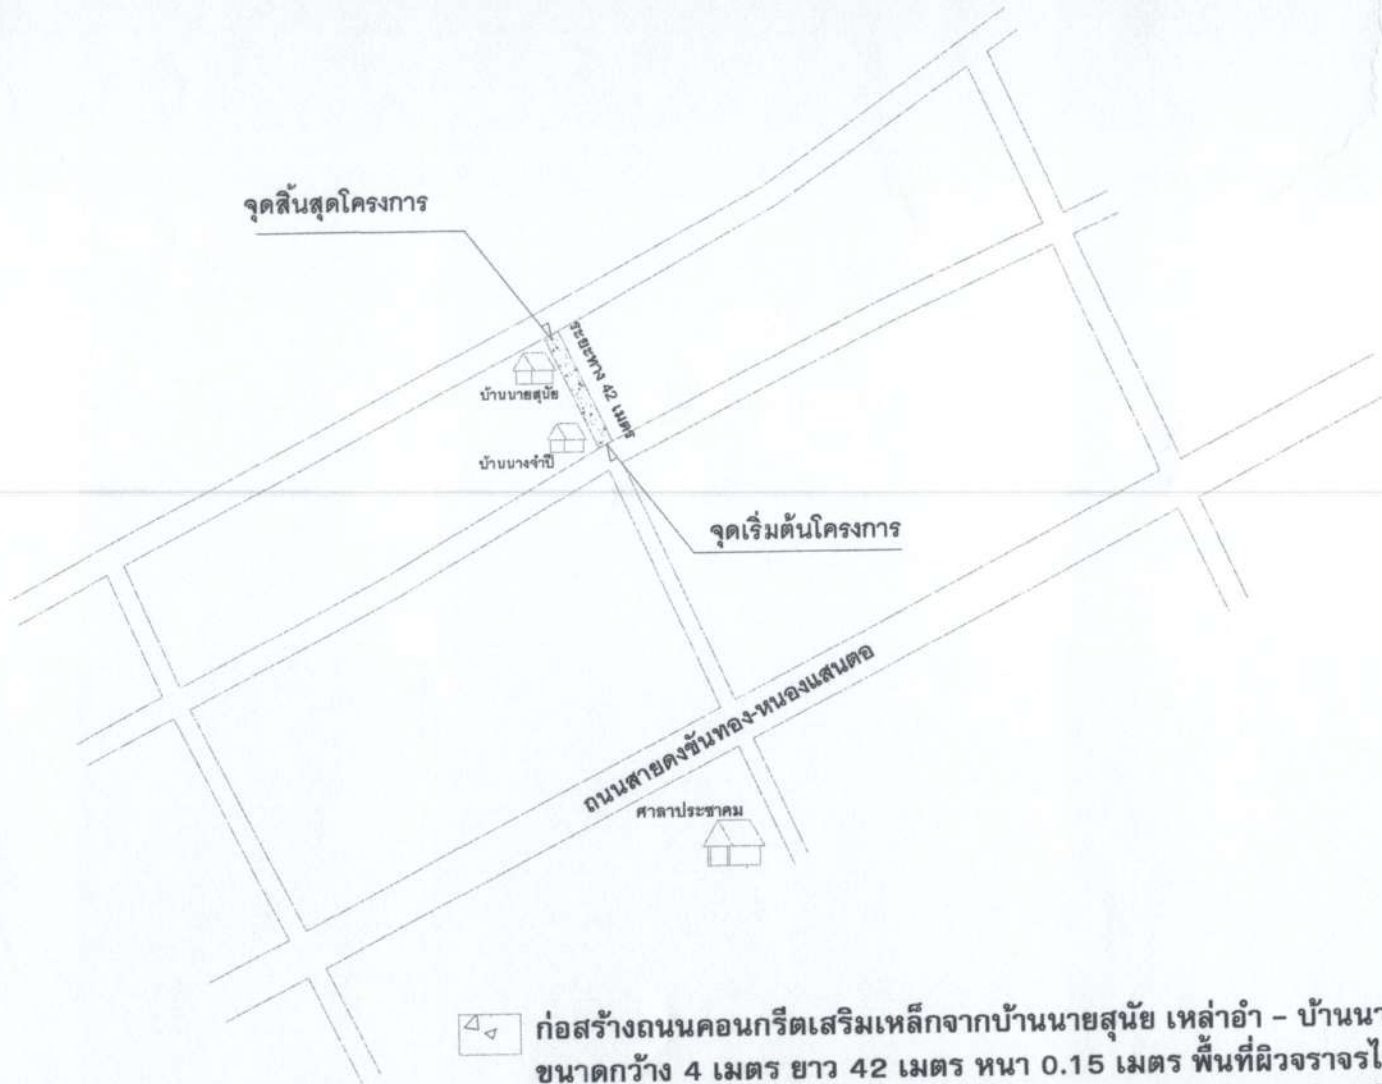 จุดสิ้นสุดโครงการ
ระยะทาง 42 เมตร
บ้านนายสุนัย
บ้านนางจำปี
จุดเริ่มต้นโครงการ
ถนนสายดงขันทอง-หนองแสนตอ
ศาลาประชาคม
ก่อสร้างถนนคอนกรีตเสริมเหล็กจากบ้านนายสุนัย เหล่าอำ – บ้านนา
ขนาดกว้าง 4 เมตร ยาว 42 เมตร หนา 0.15 เมตร พื้นที่ผิวจราจรไ